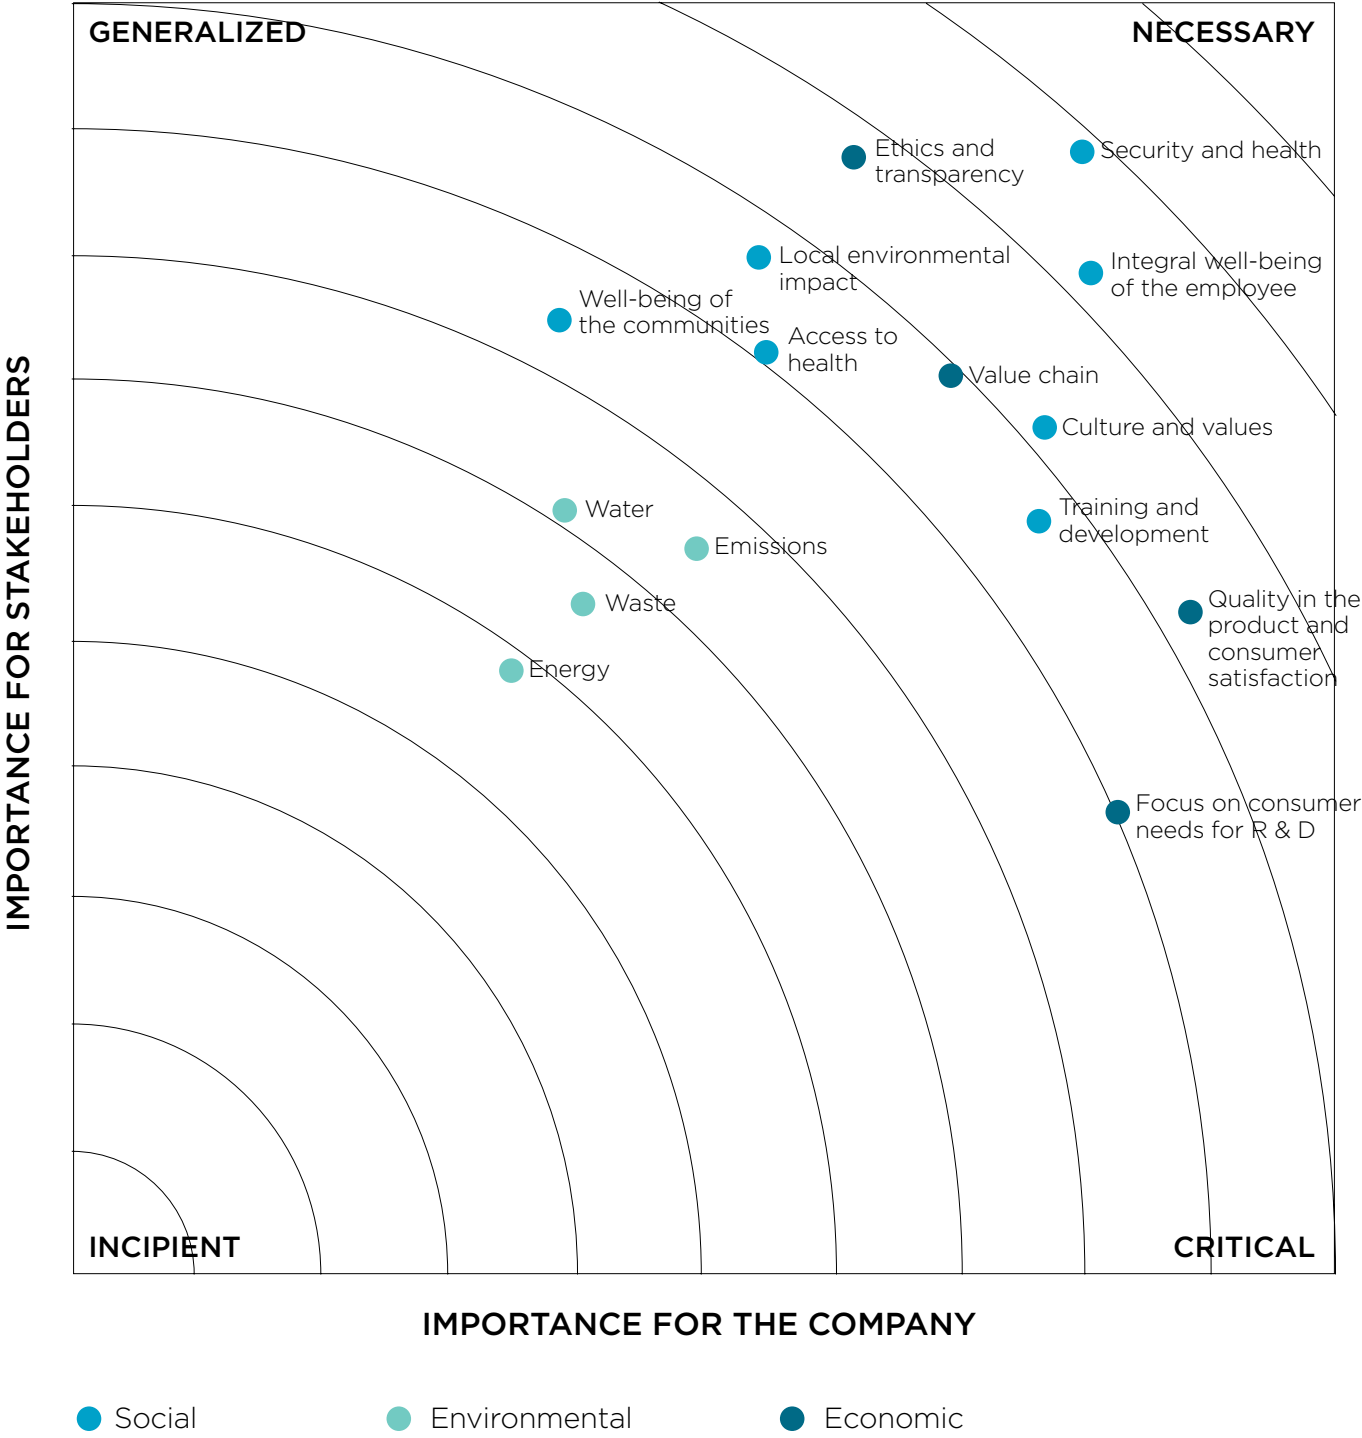 GENERALIZED
NECESSARY
Ethics and
transparency
Security and health
Local environmental
impact
Integral well-being
of the employee
Well-being of
the communities
Access to
health
Value chain
Culture and values
Water
Training and
development
Emissions
Waste
Quality in the
product and
consumer
satisfaction
Energy
Focus on consumer
needs for R & D
IMPORTANCE FOR STAKEHOLDERS
INCIPIENT
CRITICAL
IMPORTANCE FOR THE COMPANY
Social
Environmental
Economic